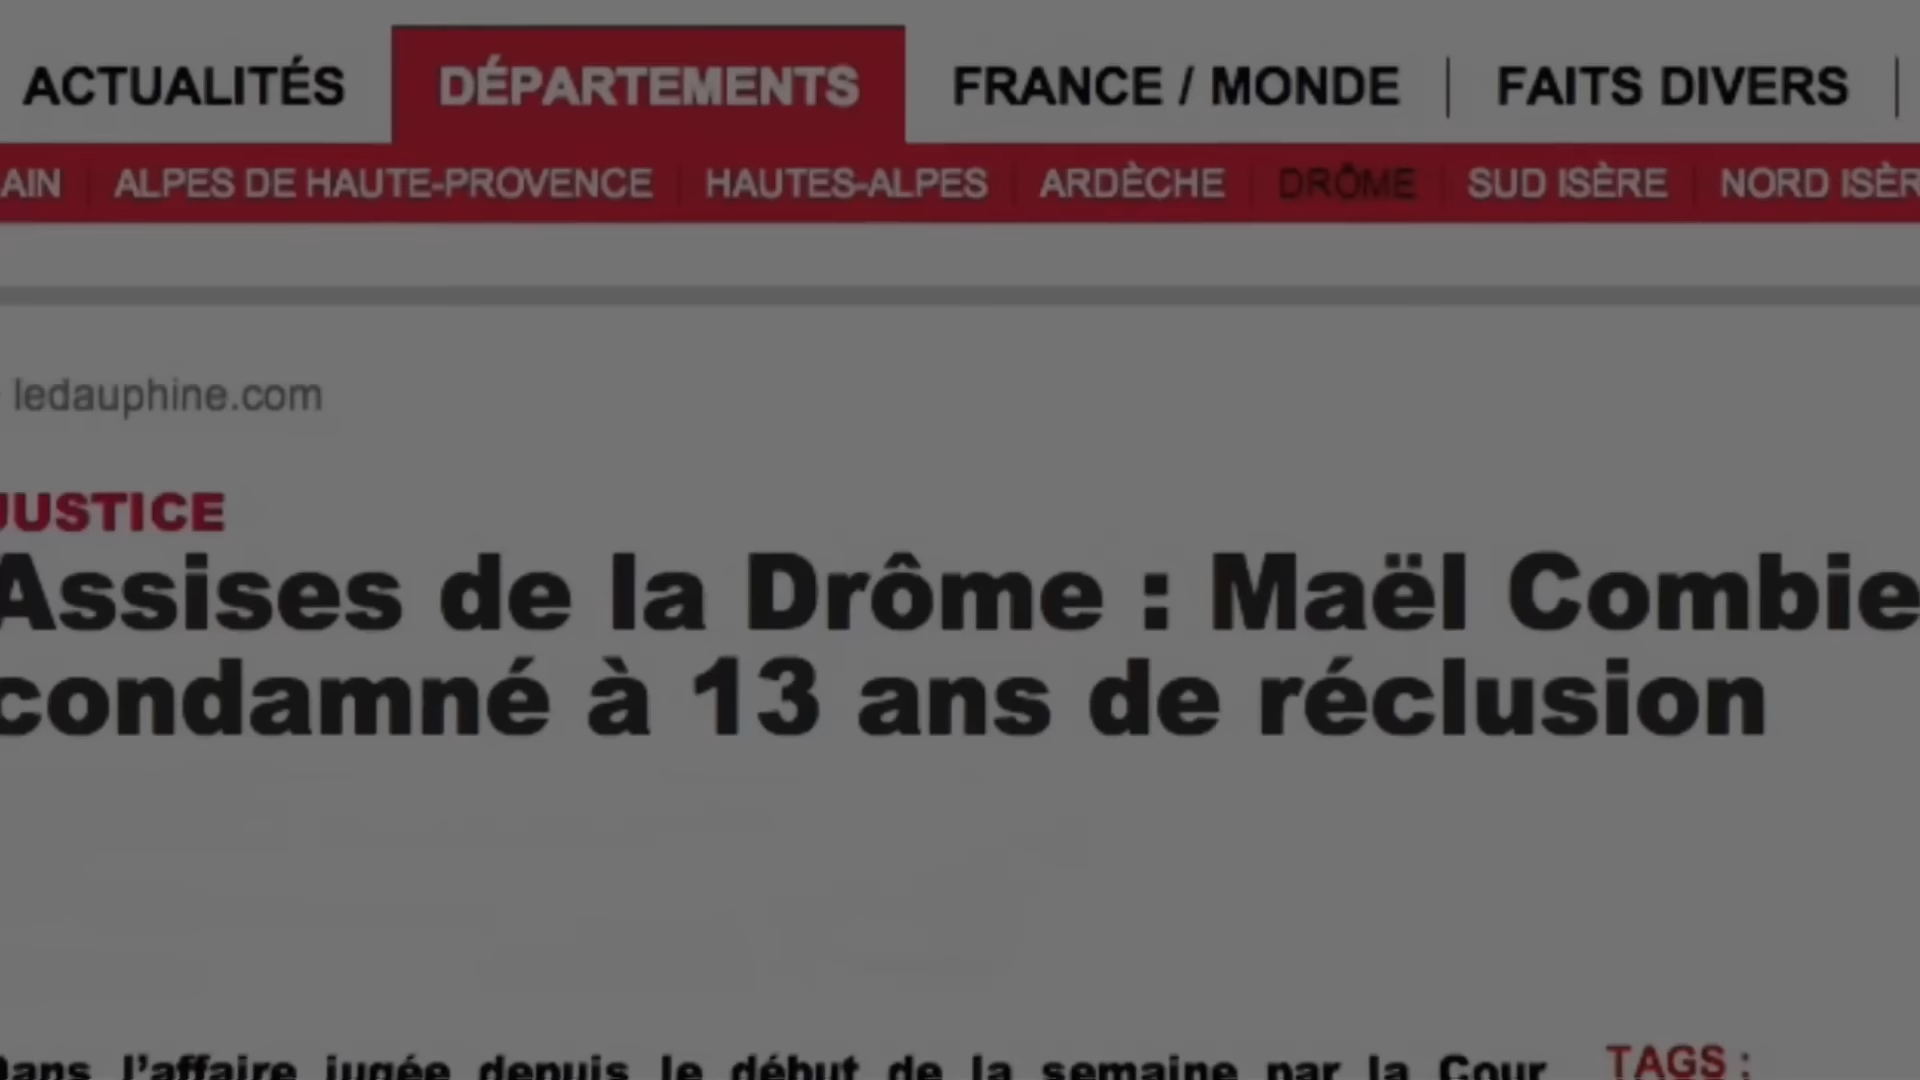 ACTUALITÉS DÉPARTEMENTS FRANCE / MONDE FAITS DIVERS
AIN ALPES DE HAUTE-PROVENCE HAUTES-ALPES ARDÈCHE DRÔME SUD ISÈRE NORD ISÈR
ledauphine.com
JUSTICE
Assises de la Drôme : Maël Combie
condamné à 13 ans de réclusion
Dans l’affaire jugée depuis le début de la semaine par la Cour
TAGS :